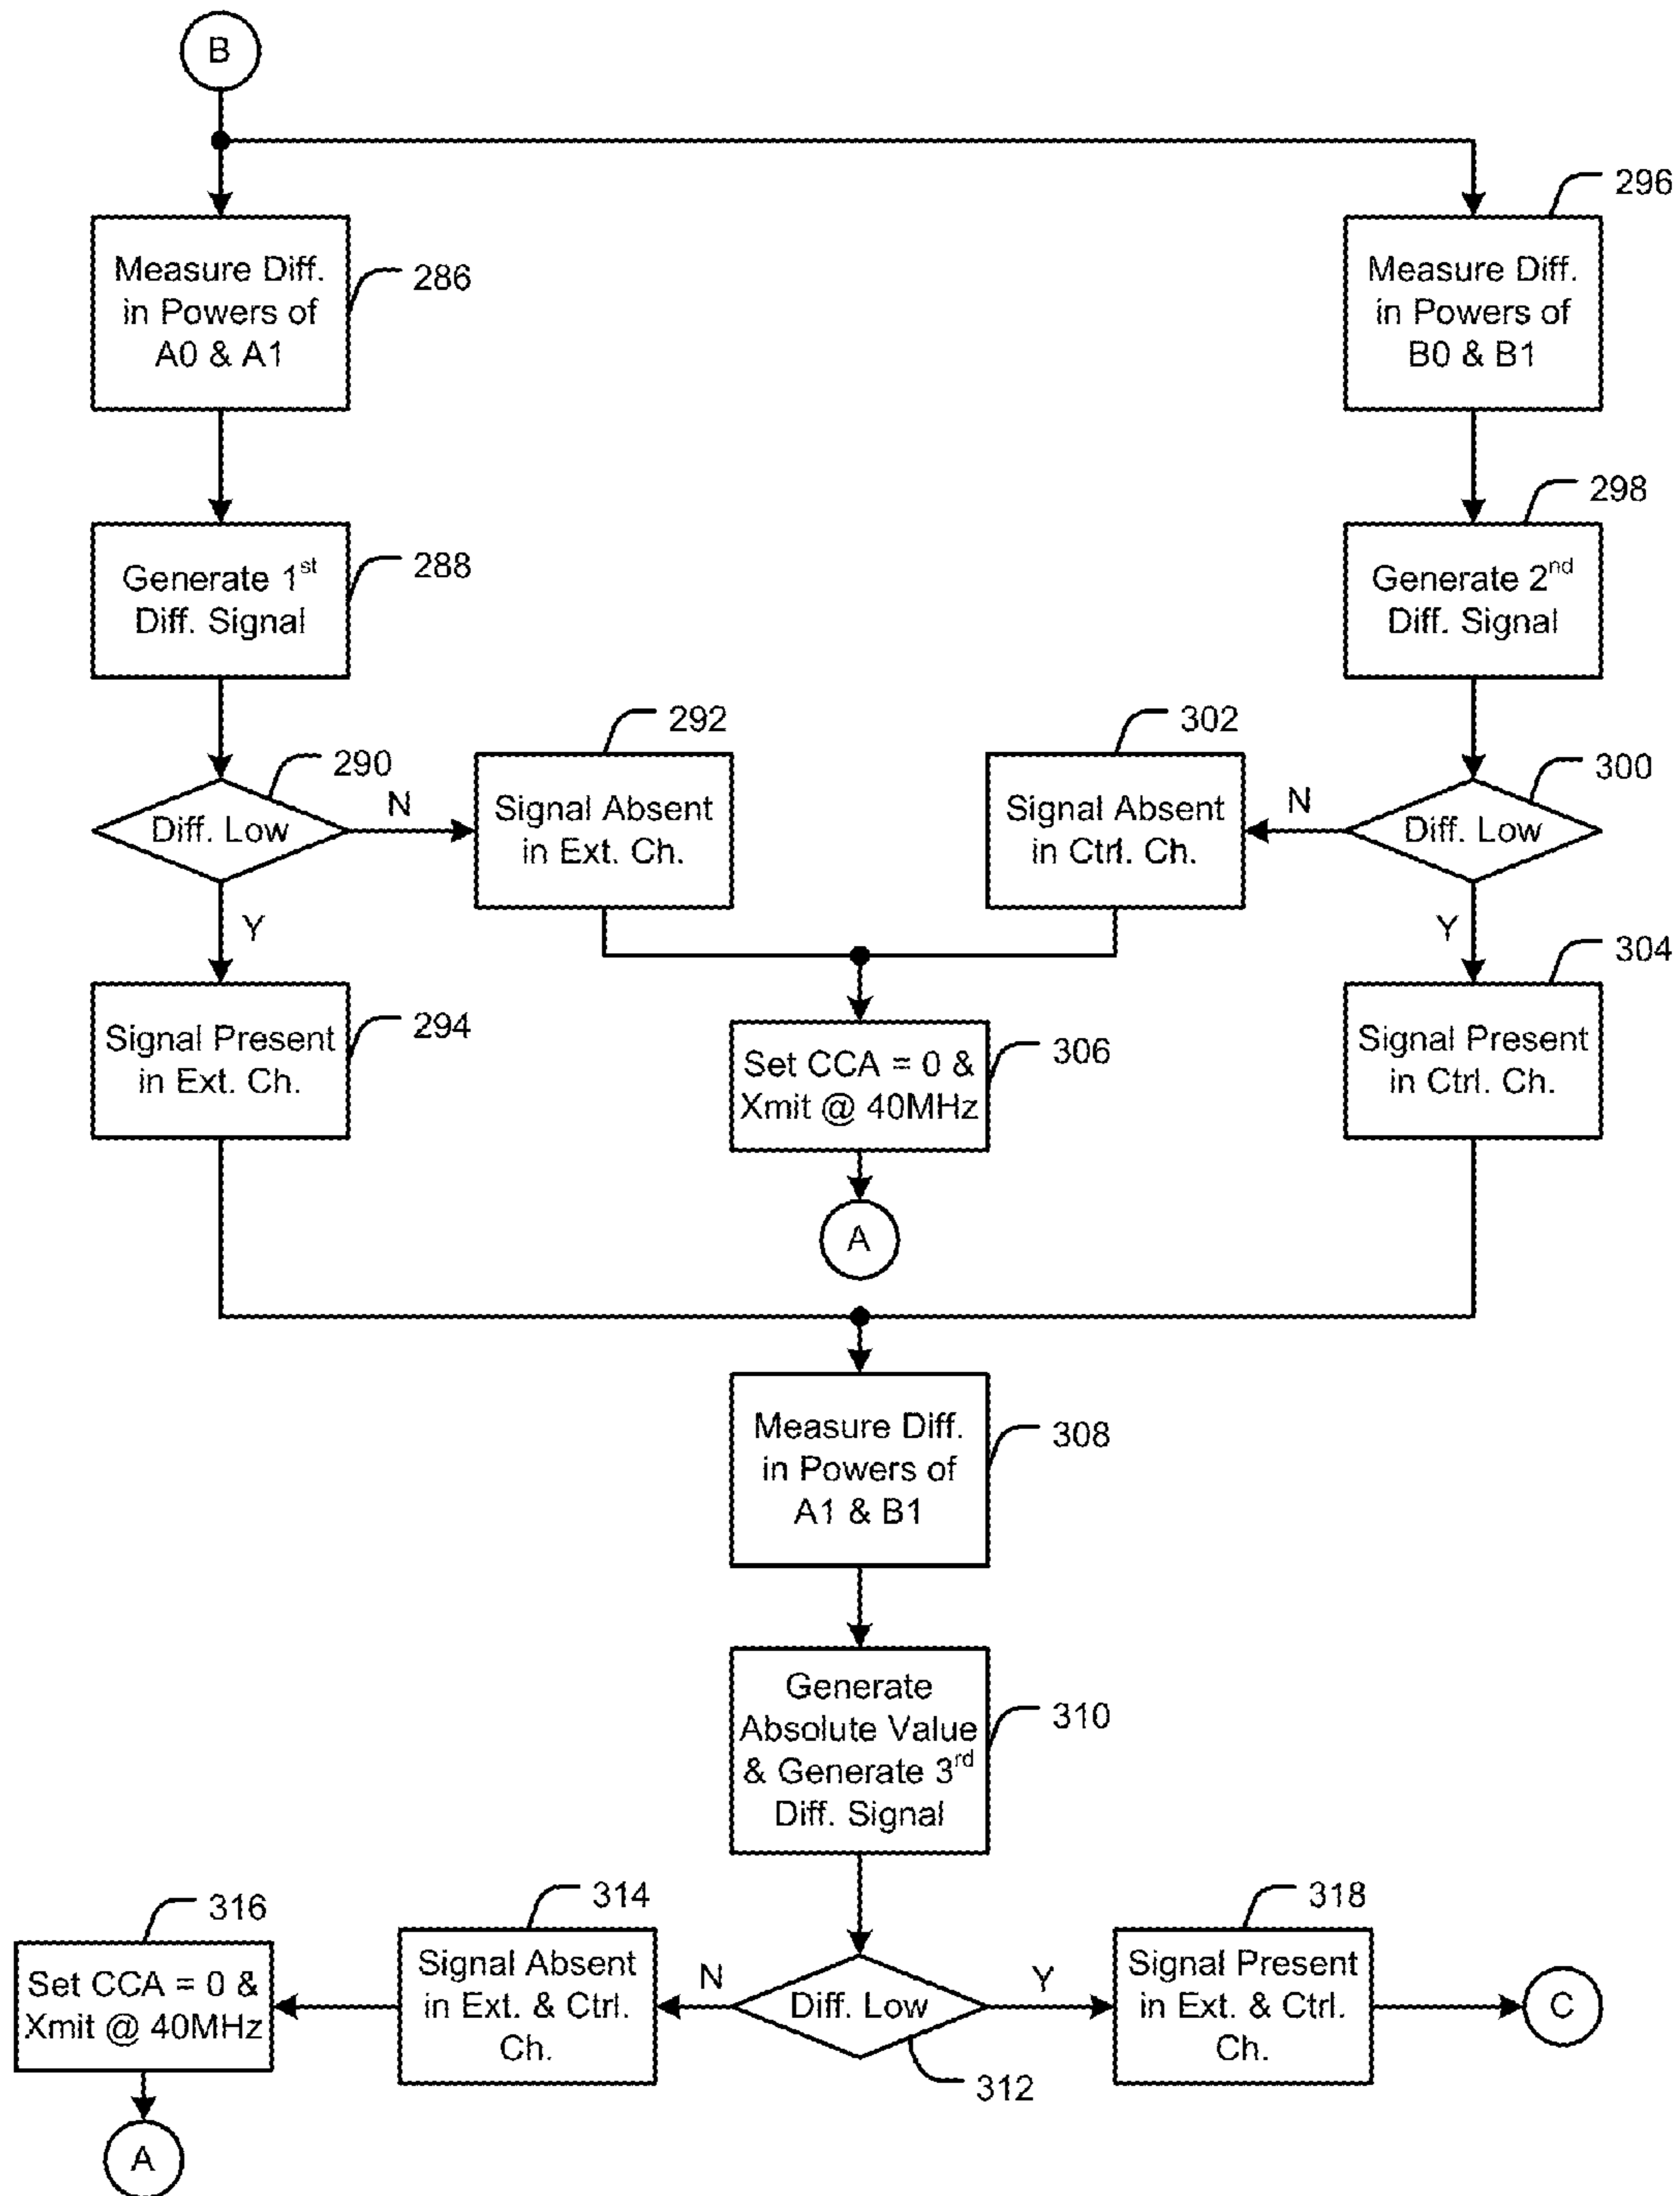 B
296
Measure Diff.
in Powers of
A0 & A1
286
Measure Diff.
in Powers of
B0 & B1
298
Generate 1st
Diff. Signal
288
Generate 2nd
Diff. Signal
292
302
290
300
Diff. Low
N
Signal Absent
in Ext. Ch.
Signal Absent
in Ctrl. Ch.
N
Diff. Low
Y
Y
304
Signal Present
in Ext. Ch.
294
Set CCA = 0 &
Xmit @ 40MHz
306
Signal Present
in Ctrl. Ch.
A
Measure Diff.
in Powers of
A1 & B1
308
Generate
Absolute Value
& Generate 3rd
Diff. Signal
310
316
314
318
Set CCA = 0 &
Xmit @ 40MHz
Signal Absent
in Ext. & Ctrl.
Ch.
N
Diff. Low
Y
Signal Present
in Ext. & Ctrl.
Ch.
C
312
A